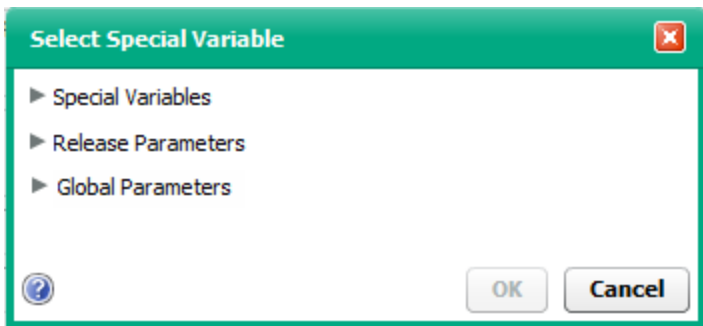 Select Special Variable
Special Variables
Release Parameters
Global Parameters
?
OK Cancel